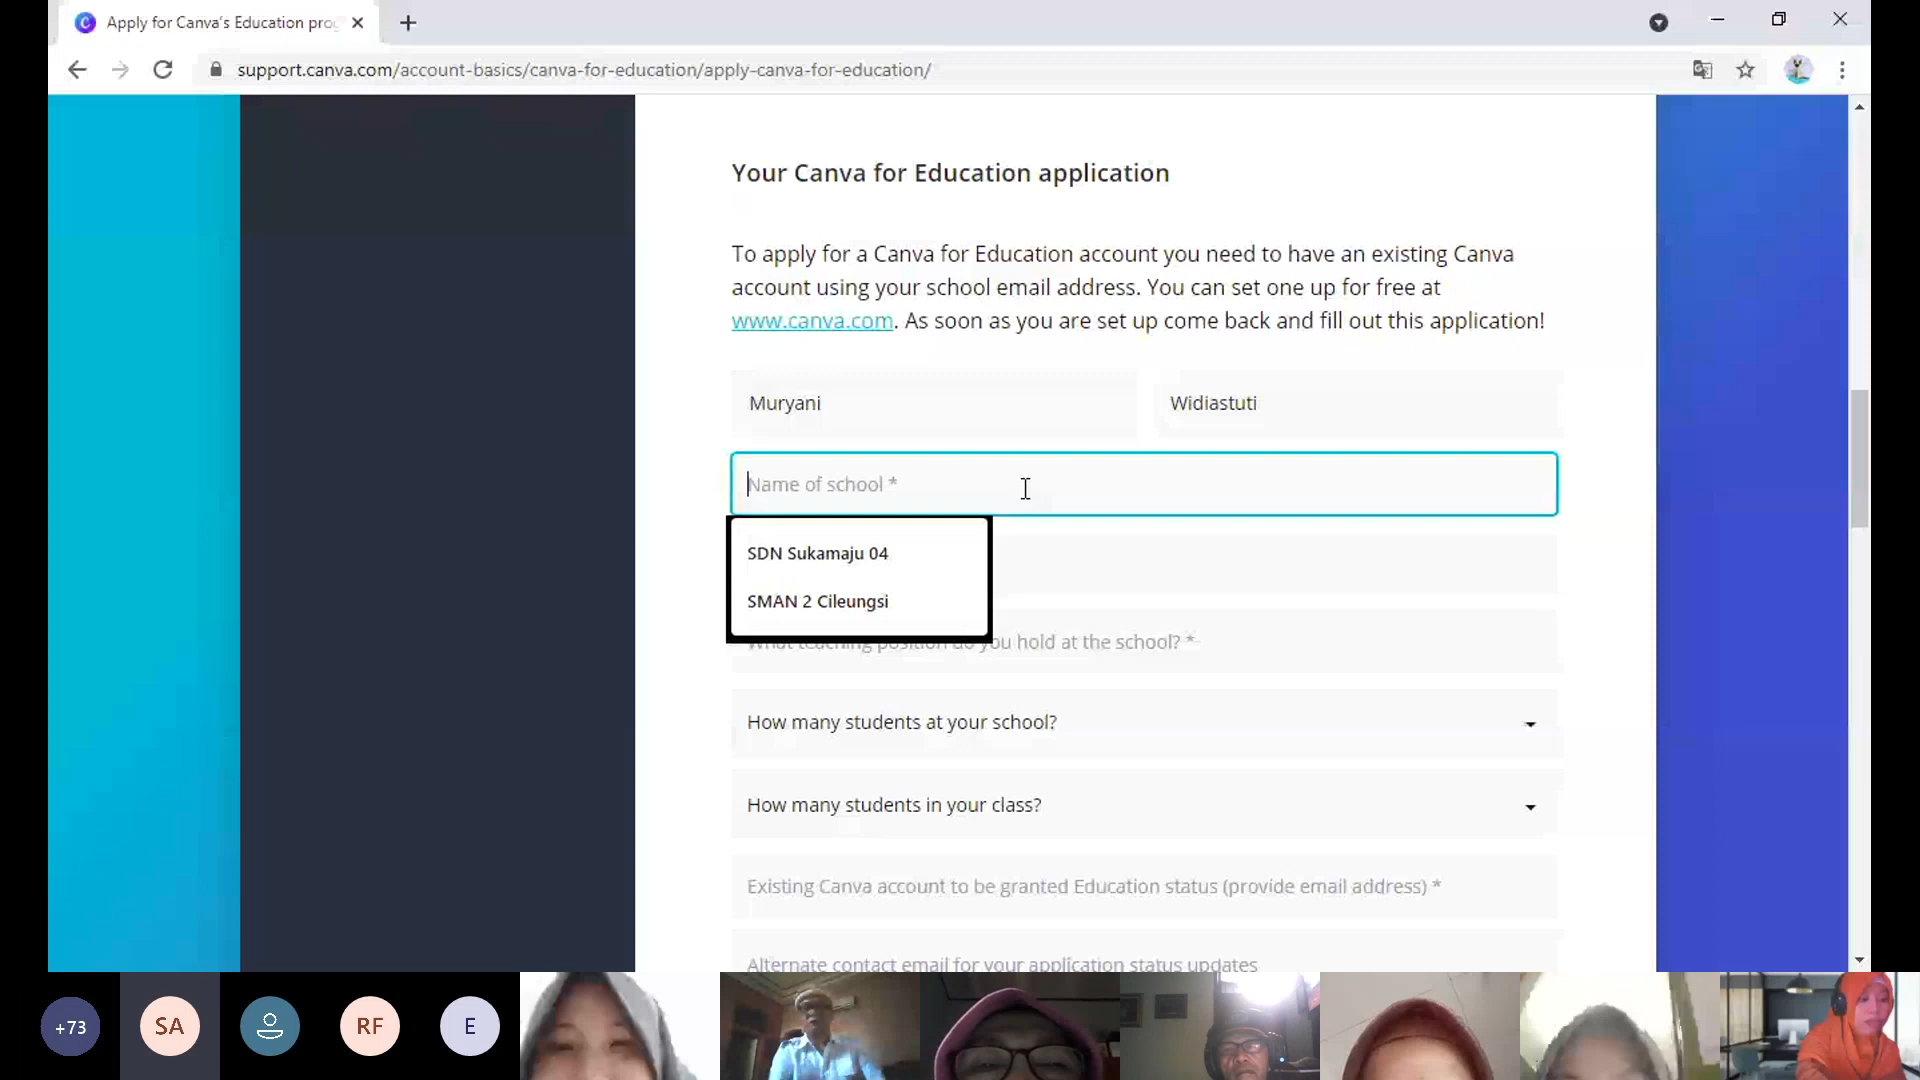 Apply for Canva's Education prog
support.canva.com/account-basics/canva-for-education/apply-canva-for-education/
Your Canva for Education application
To apply for a Canva for Education account you need to have an existing Canva
account using your school email address. You can set one up for free at
www.canva.com. As soon as you are set up come back and fill out this application!
Muryani
Widiastuti
Name of school *
SDN Sukamaju 04
SMAN 2 Cileungsi
What teaching position do you hold at the school? *
How many students at your school?
How many students in your class?
Existing Canva account to be granted Education status (provide email address) *
Alternate contact email for your application status updates
+73
SA
RF
E